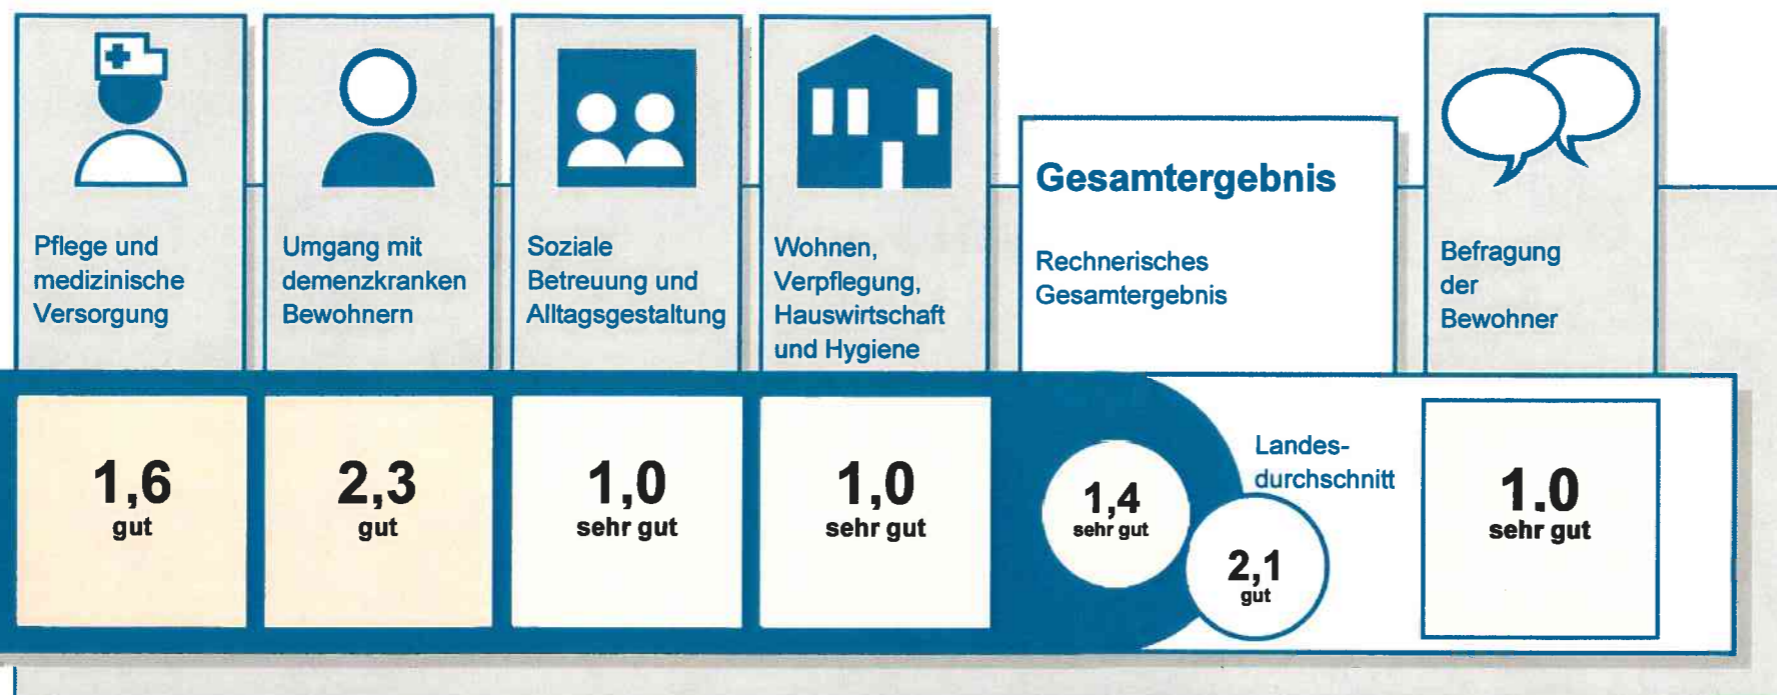 Pflege und
medizinische
Versorgung
Umgang mit
demenzkranken
Bewohnern
Soziale
Betreuung und
Alltagsgestaltung
Wohnen,
Verpflegung,
Hauswirtschaft
und Hygiene
Gesamtergebnis
Rechnerisches
Gesamtergebnis
Befragung
der
Bewohner
1,6
gut
2,3
gut
1,0
sehr gut
1,0
sehr gut
1,4
sehr gut
Landes-
durchschnitt
2,1
gut
1.0
sehr gut